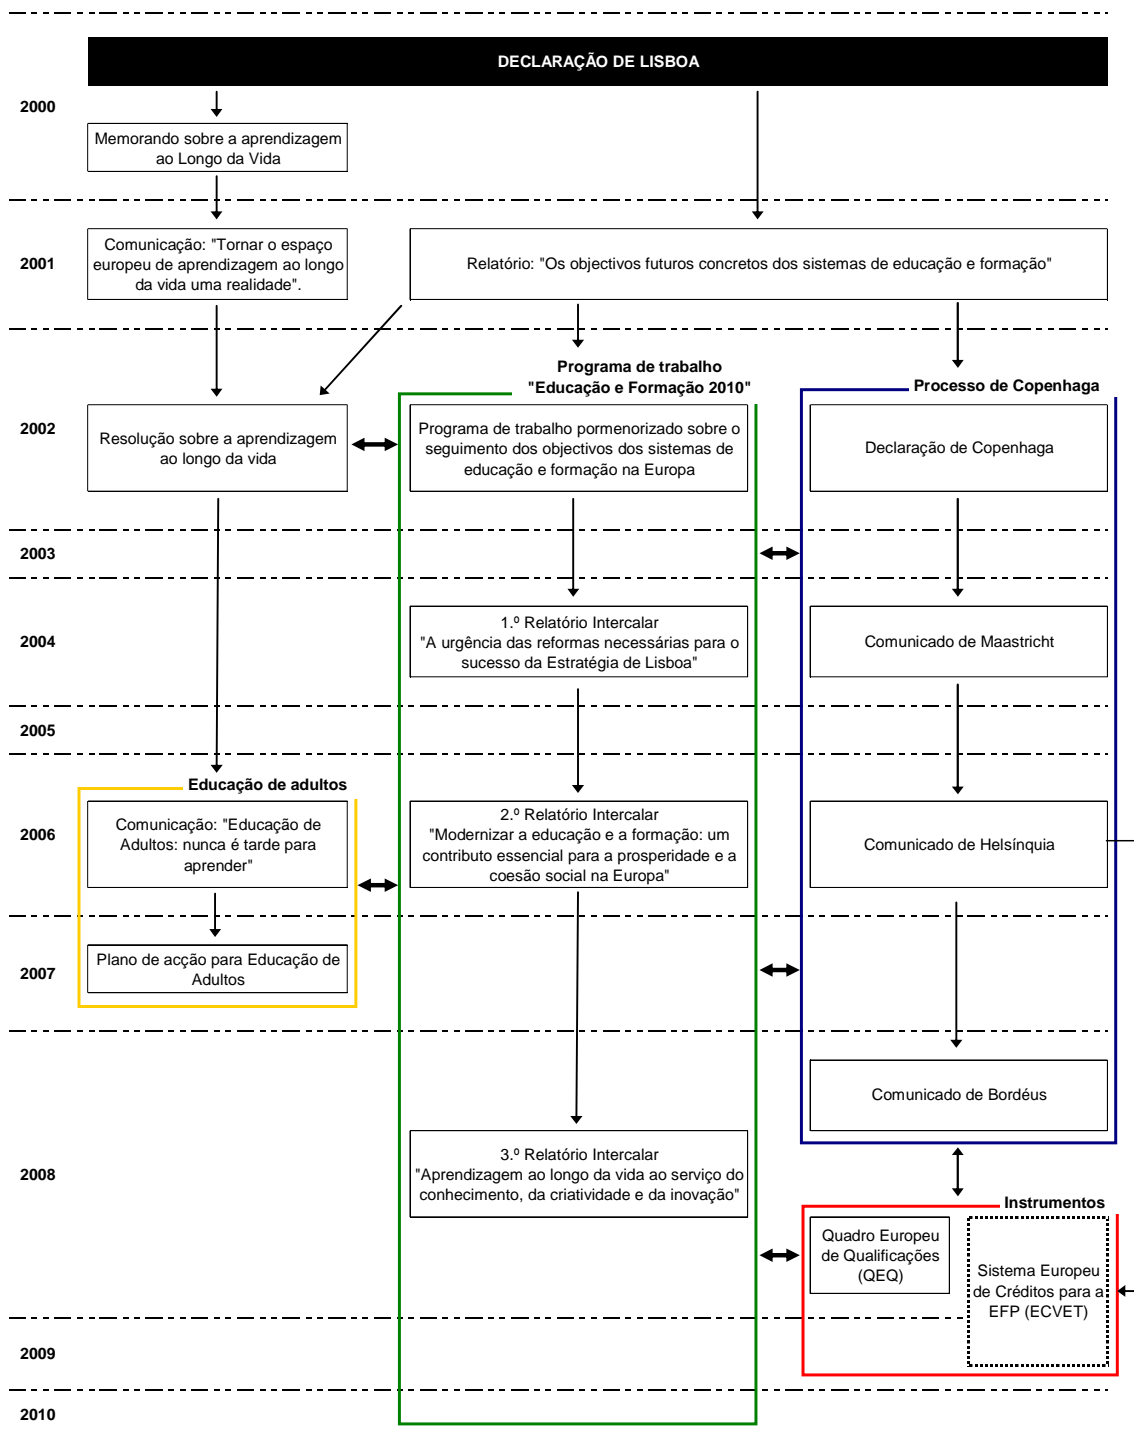 DECLARAÇÃO DE LISBOA
2000
Memorando sobre a aprendizagem
ao Longo da Vida
2001
Comunicação: "Tornar o espaço
europeu de aprendizagem ao longo
da vida uma realidade".
Relatório: "Os objectivos futuros concretos dos sistemas de educação e formação"
Programa de trabalho
"Educação e Formação 2010"
Processo de Copenhaga
2002
Resolução sobre a aprendizagem
ao longo da vida
Programa de trabalho pormenorizado sobre o
seguimento dos objectivos dos sistemas de
educação e formação na Europa
Declaração de Copenhaga
2003
2004
1.º Relatório Intercalar
"A urgência das reformas necessárias para o
sucesso da Estratégia de Lisboa"
Comunicado de Maastricht
2005
Educação de adultos
2006
Comunicação: "Educação de
Adultos: nunca é tarde para
aprender"
2.º Relatório Intercalar
"Modernizar a educação e a formação: um
contributo essencial para a prosperidade e a
coesão social na Europa"
Comunicado de Helsínquia
2007
Plano de acção para Educação de
Adultos
Comunicado de Bordéus
2008
3.º Relatório Intercalar
"Aprendizagem ao longo da vida ao serviço do
conhecimento, da criatividade e da inovação"
Instrumentos
Quadro Europeu
de Qualificações
(QEQ)
Sistema Europeu
de Créditos para a
EFP (ECVET)
2009
2010